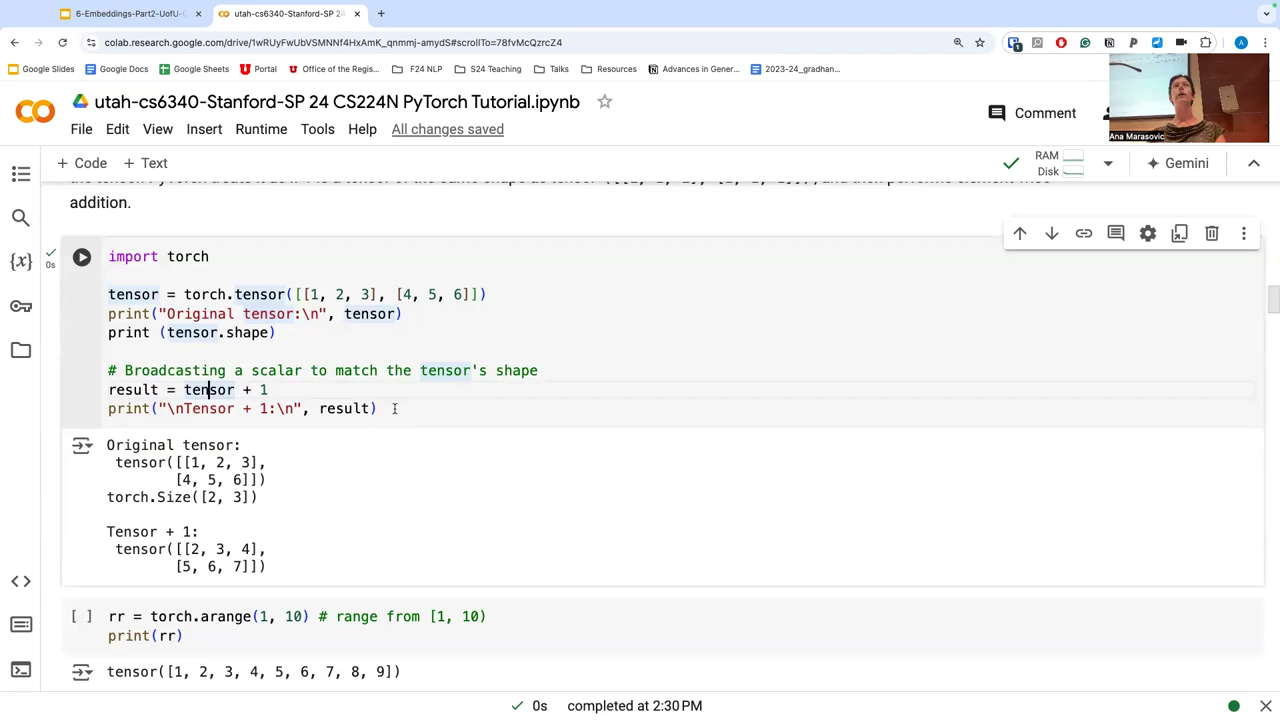 6-Embeddings-Part2-UofU-C
utah-cs6340-Stanford-SP 24
colab.research.google.com/drive/1wRUyFwUbVSMNNf4HxAmK_qnmmj-amydS#scrollTo=78fvMcQzrcZ4
Google Slides Google Docs Google Sheets Portal Office of the Regis... F24 NLP S24 Teaching Talks Resources Advances in Gener... 2023-24_gradhan...
utah-cs6340-Stanford-SP 24 CS224N PyTorch Tutorial.ipynb
Comment
Ana Marasovic
File Edit View Insert Runtime Tools Help All changes saved
+ Code + Text
RAM
Disk
Gemini
addition.
0s
import torch
tensor = torch.tensor([[1, 2, 3], [4, 5, 6]])
print("Original tensor:\n", tensor)
print (tensor.shape)
# Broadcasting a scalar to match the tensor's shape
result = tensor + 1
print("\nTensor + 1:\n", result)
Original tensor:
tensor([[1, 2, 3],
[4, 5, 6]])
torch.Size([2, 3])
Tensor + 1:
tensor([[2, 3, 4],
[5, 6, 7]])
[ ] rr = torch.arange(1, 10) # range from [1, 10)
print(rr)
tensor([1, 2, 3, 4, 5, 6, 7, 8, 9])
0s completed at 2:30 PM